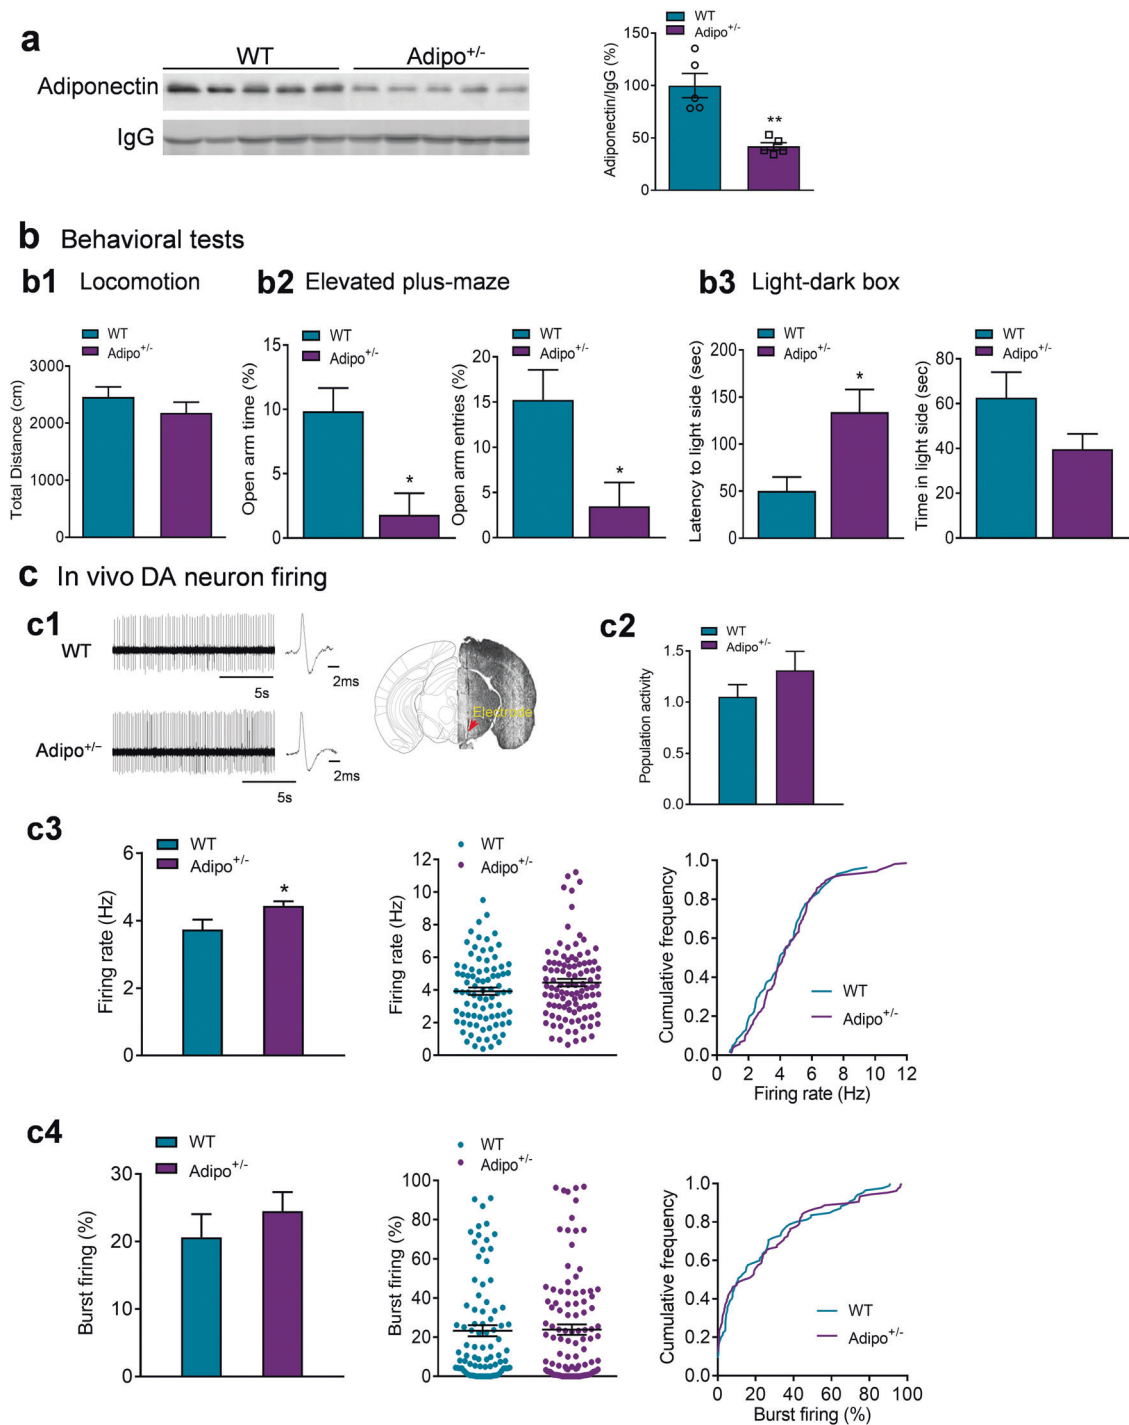 a
WT
Adipo+/-
Adiponectin
IgG
WT
Adipo+/-
Adiponectin/IgG (%)
150
100
50
0
**
b Behavioral tests
b1 Locomotion
WT
Adipo+/-
Total Distance (cm)
3000
2000
1000
0
b2 Elevated plus-maze
WT
Adipo+/-
Open arm time (%)
15
10
5
0
*
WT
Adipo+/-
Open arm entries (%)
20
15
10
5
0
*
b3 Light-dark box
WT
Adipo+/-
Latency to light side (sec)
200
150
100
50
0
*
WT
Adipo+/-
Time in light side (sec)
80
60
40
20
0
c In vivo DA neuron firing
c1
WT
5s
2ms
Adipo+/–
5s
2ms
Electrode
c2
WT
Adipo+/-
Population activity
1.5
1.0
0.5
0.0
c3
WT
Adipo+/-
Firing rate (Hz)
6
4
2
0
*
WT
Adipo+/-
Firing rate (Hz)
12
10
8
6
4
2
0
Cumulative frequency
1.0
0.8
0.6
0.4
0.2
0.0
WT
Adipo+/-
0 2 4 6 8 10 12
Firing rate (Hz)
c4
WT
Adipo+/-
Burst firing (%)
30
20
10
0
WT
Adipo+/-
Burst firing (%)
100
80
60
40
20
0
Cumulative frequency
1.0
0.8
0.6
0.4
0.2
0.0
WT
Adipo+/-
0 20 40 60 80 100
Burst firing (%)